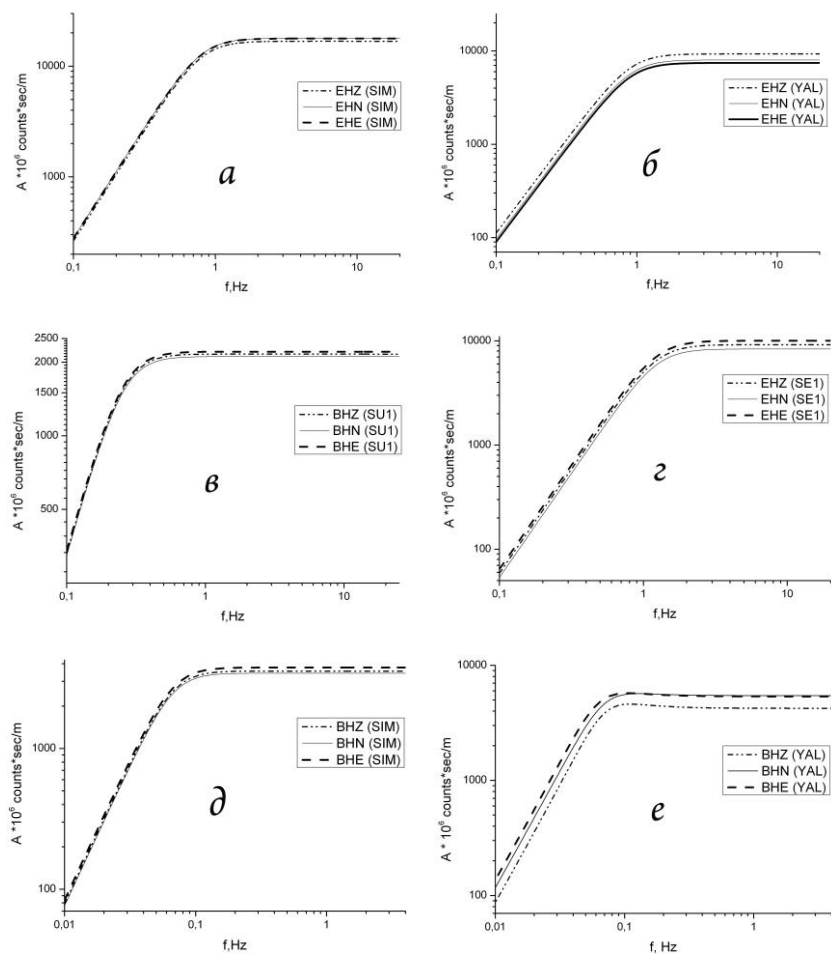 10000
1000
A *10⁶ counts*sec/m
0,1
1
10
f,Hz
EHZ (SIM)
EHN (SIM)
EHE (SIM)
а
10000
1000
100
A *10⁶ counts*sec/m
0,1
1
10
f,Hz
EHZ (YAL)
EHN (YAL)
EHE (YAL)
б
2500
2000
1500
1000
500
A *10⁶ counts*sec/m
0,1
1
10
f,Hz
BHZ (SU1)
BHN (SU1)
BHE (SU1)
в
10000
1000
100
A *10⁶ counts*sec/m
0,1
1
10
f,Hz
EHZ (SE1)
EHN (SE1)
EHE (SE1)
г
1000
100
A *10⁶ counts*sec/m
0,01
0,1
1
f,Hz
BHZ (SIM)
BHN (SIM)
BHE (SIM)
д
10000
1000
100
A * 10⁶ counts*sec/m
0,01
0,1
1
f, Hz
BHZ (YAL)
BHN (YAL)
BHE (YAL)
е